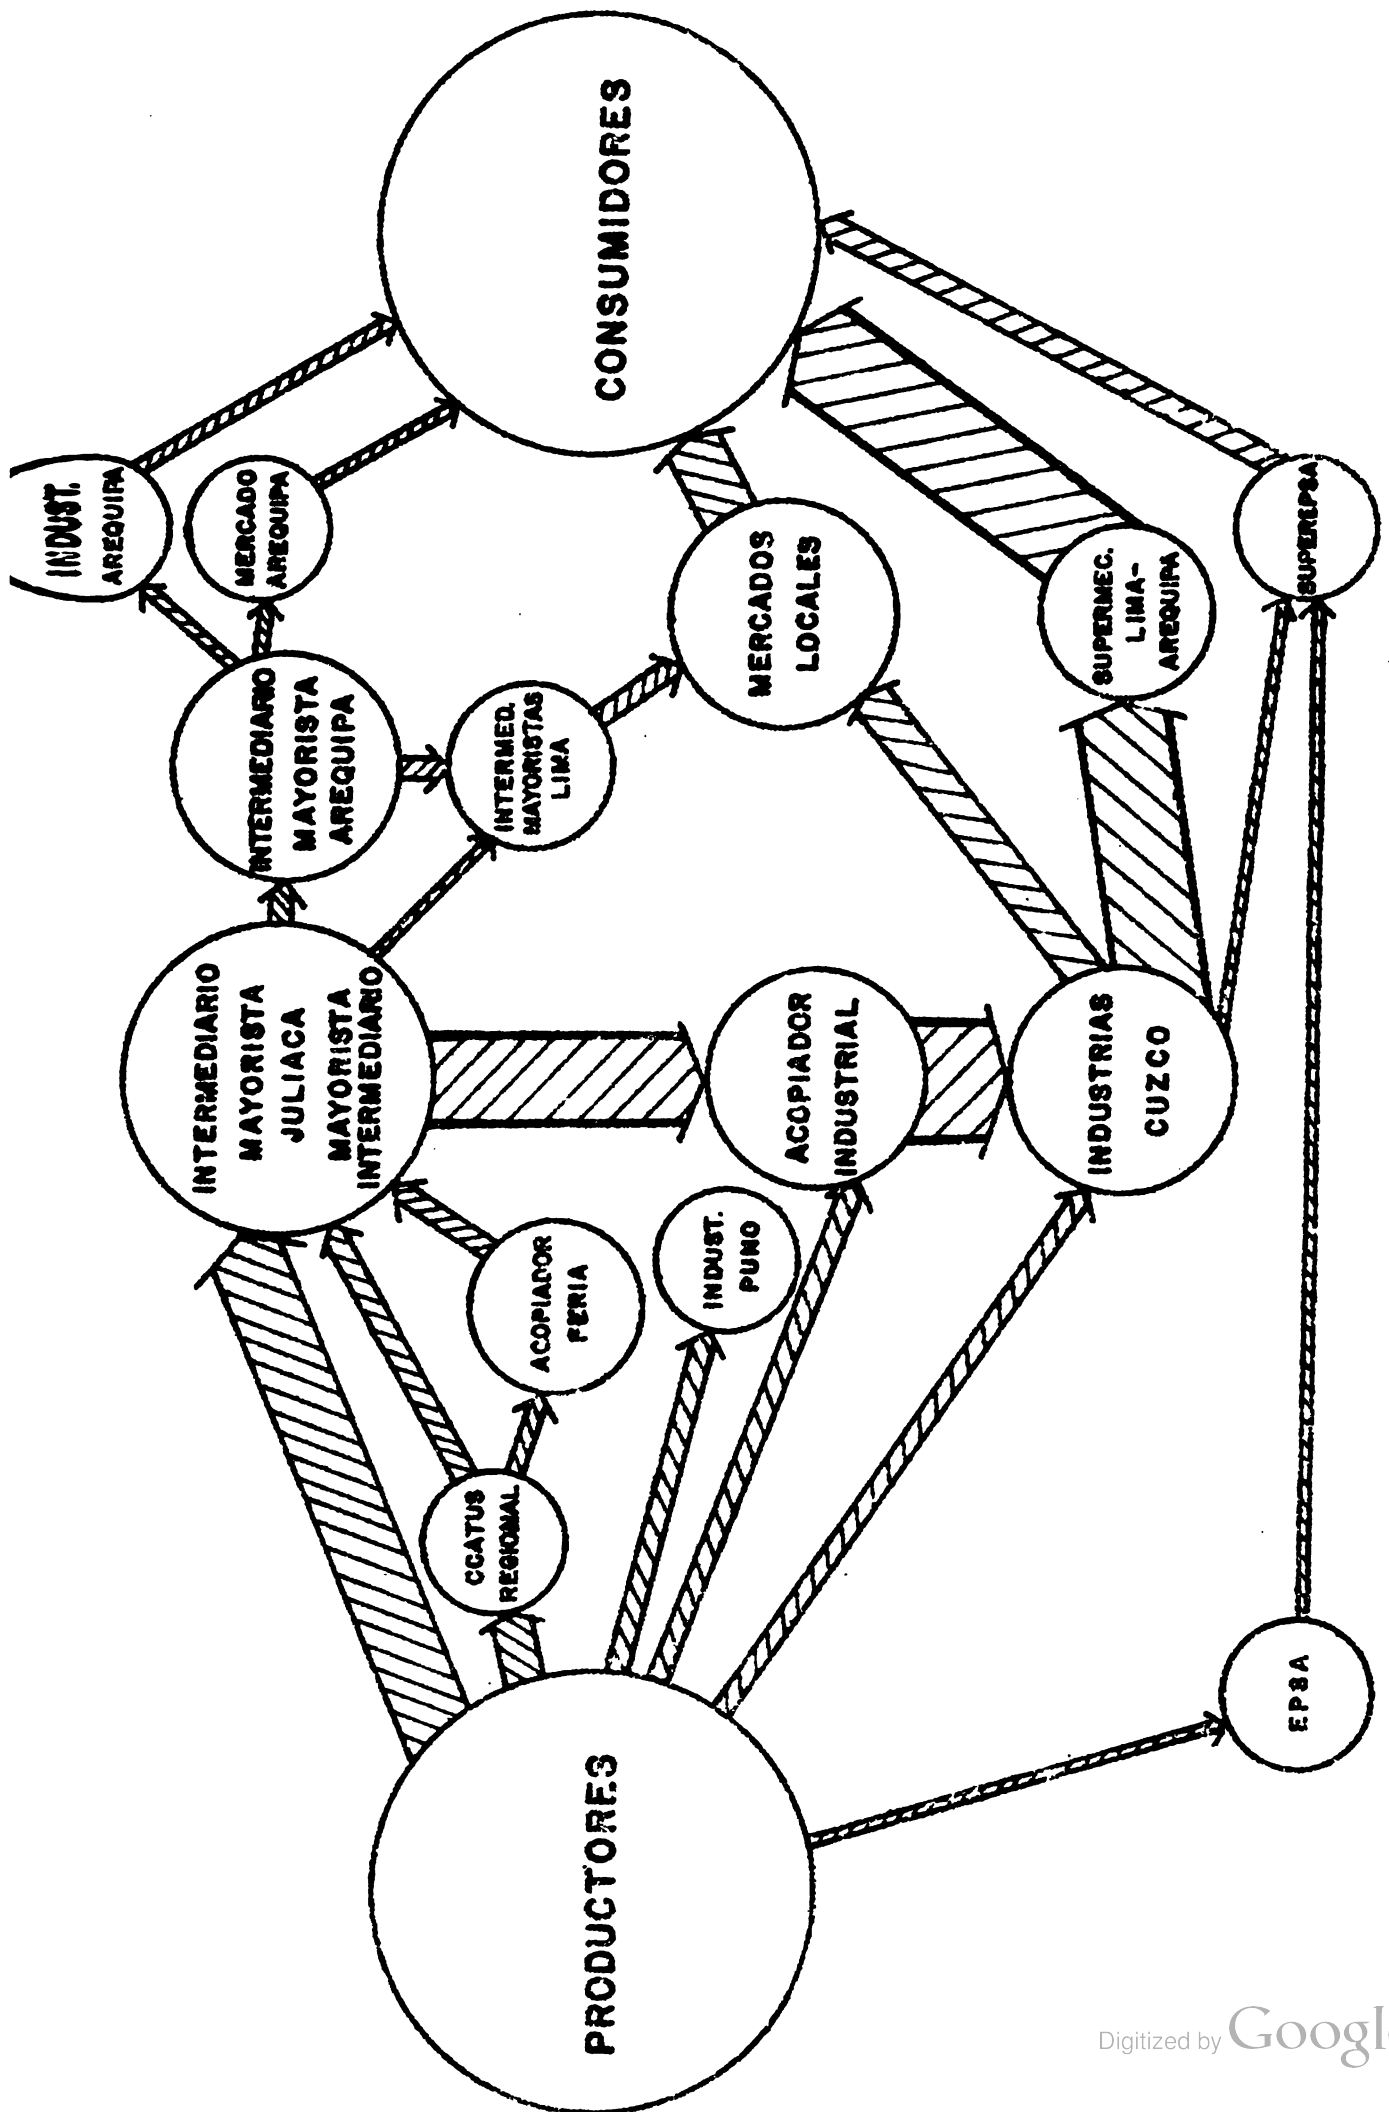 INDUST.
AREQUIPA
MERCADO
AREQUIPA
CONSUMIDORES
INTERMEDIARIO
MAYORISTA
AREQUIPA
INTERMED.
MAYORISTAS
LIMA
MERCADOS
LOCALES
SUPERMEC.
LIMA-
AREQUIPA
SUPEREPSA
INTERMEDIARIO
MAYORISTA
JULIACA
MAYORISTA
INTERMEDIARIO
ACOPIADOR
INDUSTRIAL
INDUSTRIAS
CUZCO
ACOPIADOR
FERIA
INDUST.
PUNO
CCATUS
REGIONAL
PRODUCTORES
EPSA
Digitized by Google